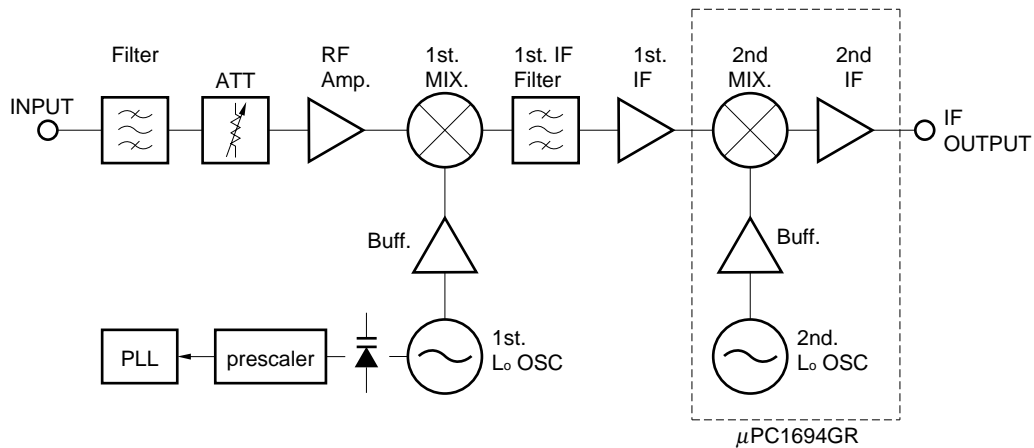 Filter
ATT
RF
Amp.
1st.
MIX.
1st. IF
Filter
1st.
IF
2nd
MIX.
2nd
IF
INPUT
IF
OUTPUT
Buff.
Buff.
PLL
prescaler
1st.
Lo OSC
2nd.
Lo OSC
μPC1694GR